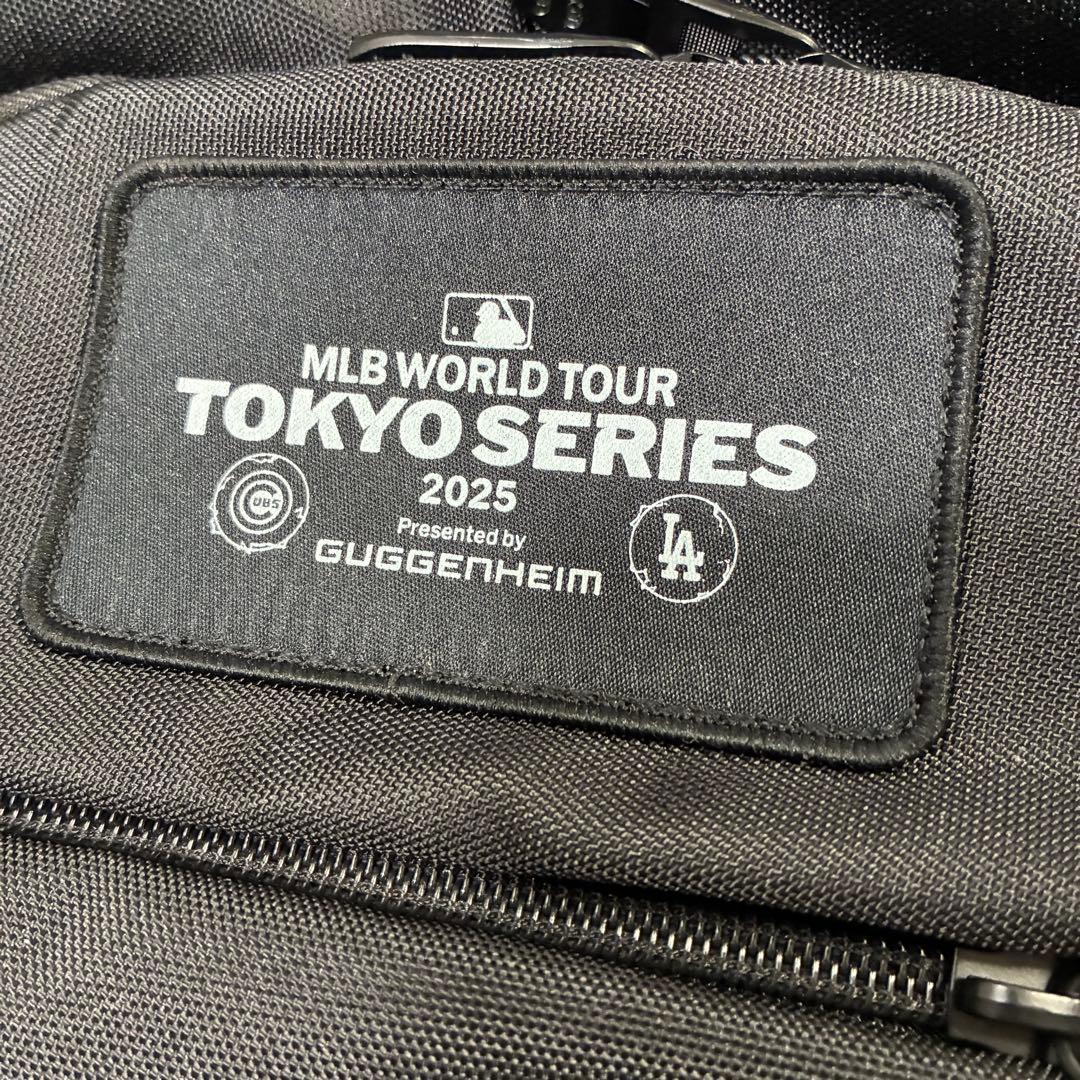 MLB WORLD TOUR
TOKYO SERIES
2025
CUBS
LA
Presented by
GUGGENHEIM